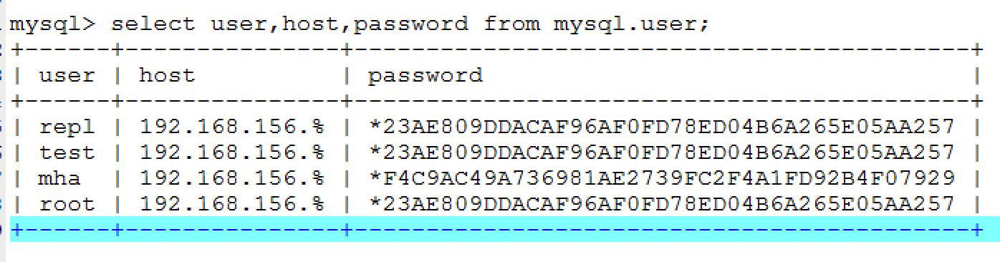 mysql> select user,host,password from mysql.user;
+------+---------------+-------------------------------------------+
| user | host          | password                                  |
+------+---------------+-------------------------------------------+
| repl | 192.168.156.% | *23AE809DDACAF96AF0FD78ED04B6A265E05AA257 |
| test | 192.168.156.% | *23AE809DDACAF96AF0FD78ED04B6A265E05AA257 |
| mha  | 192.168.156.% | *F4C9AC49A736981AE2739FC2F4A1FD92B4F07929 |
| root | 192.168.156.% | *23AE809DDACAF96AF0FD78ED04B6A265E05AA257 |
+------+---------------+-------------------------------------------+